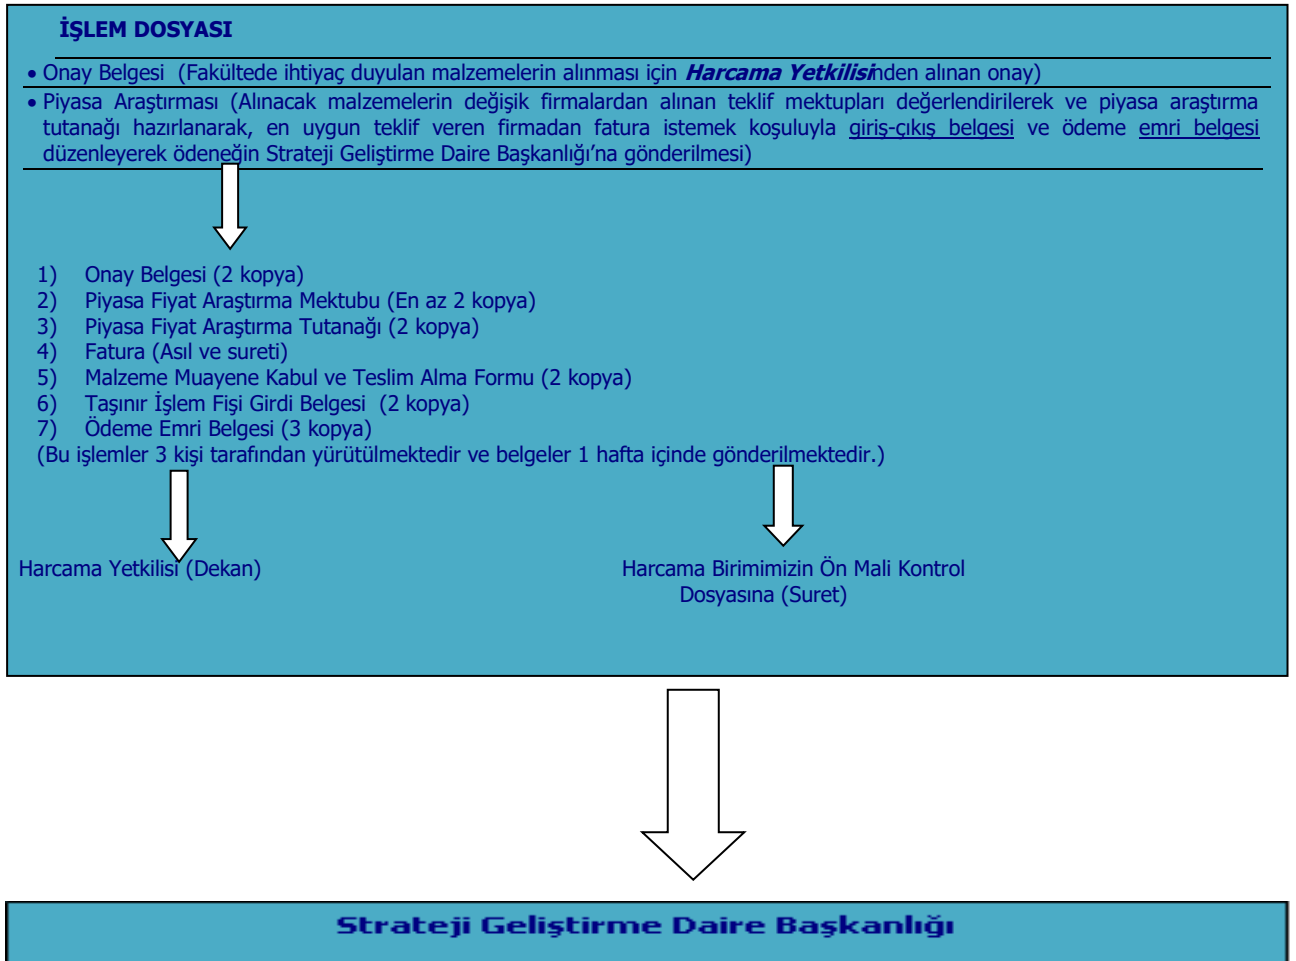 İŞLEM DOSYASI
• Onay Belgesi (Fakültede ihtiyaç duyulan malzemelerin alınması için Harcama Yetkilisinden alınan onay)
• Piyasa Araştırması (Alınacak malzemelerin değişik firmalardan alınan teklif mektupları değerlendirilerek ve piyasa araştırma
tutanağı hazırlanarak, en uygun teklif veren firmadan fatura istemek koşuluyla giriş-çıkış belgesi ve ödeme emri belgesi
düzenleyerek ödeneğin Strateji Geliştirme Daire Başkanlığı’na gönderilmesi)
1) Onay Belgesi (2 kopya)
2) Piyasa Fiyat Araştırma Mektubu (En az 2 kopya)
3) Piyasa Fiyat Araştırma Tutanağı (2 kopya)
4) Fatura (Asıl ve sureti)
5) Malzeme Muayene Kabul ve Teslim Alma Formu (2 kopya)
6) Taşınır İşlem Fişi Girdi Belgesi (2 kopya)
7) Ödeme Emri Belgesi (3 kopya)
(Bu işlemler 3 kişi tarafından yürütülmektedir ve belgeler 1 hafta içinde gönderilmektedir.)
Harcama Yetkilisi (Dekan)
Harcama Birimimizin Ön Mali Kontrol
Dosyasına (Suret)
Strateji Geliştirme Daire Başkanlığı